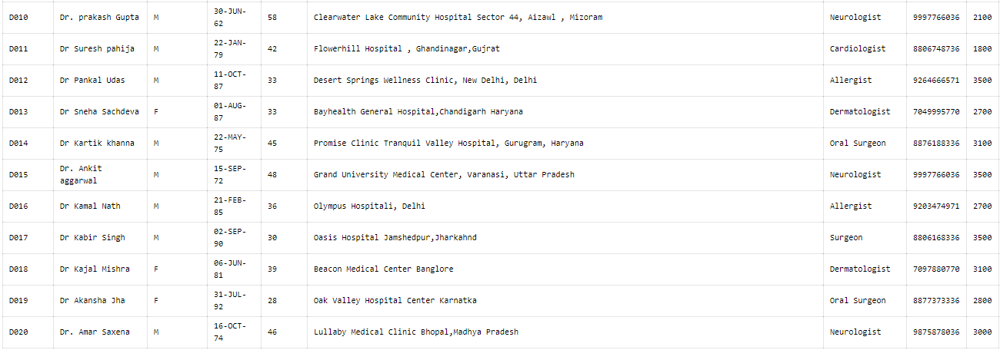 D010 Dr. prakash Gupta M 30-JUN-62 58 Clearwater Lake Community Hospital Sector 44, Aizawl , Mizoram Neurologist 9997766036 2100
D011 Dr Suresh pahija M 22-JAN-79 42 Flowerhill Hospital , Ghandinagar,Gujrat Cardiologist 8806748736 1800
D012 Dr Pankal Udas M 11-OCT-87 33 Desert Springs Wellness Clinic, New Delhi, Delhi Allergist 9264666571 3500
D013 Dr Sneha Sachdeva F 01-AUG-87 33 Bayhealth General Hospital,Chandigarh Haryana Dermatologist 7049995770 2700
D014 Dr Kartik khanna M 22-MAY-75 45 Promise Clinic Tranquil Valley Hospital, Gurugram, Haryana Oral Surgeon 8876188336 3100
D015 Dr. Ankit aggarwal M 15-SEP-72 48 Grand University Medical Center, Varanasi, Uttar Pradesh Neurologist 9997766036 3500
D016 Dr Kamal Nath M 21-FEB-85 36 Olympus Hospitali, Delhi Allergist 9203474971 2700
D017 Dr Kabir Singh M 02-SEP-90 30 Oasis Hospital Jamshedpur,Jharkahnd Surgeon 8806168336 3500
D018 Dr Kajal Mishra F 06-JUN-81 39 Beacon Medical Center Banglore Dermatologist 7097880770 3100
D019 Dr Akansha Jha F 31-JUL-92 28 Oak Valley Hospital Center Karnatka Oral Surgeon 8877373336 2800
D020 Dr. Amar Saxena M 16-OCT-74 46 Lullaby Medical Clinic Bhopal,Madhya Pradesh Neurologist 9875878036 3000